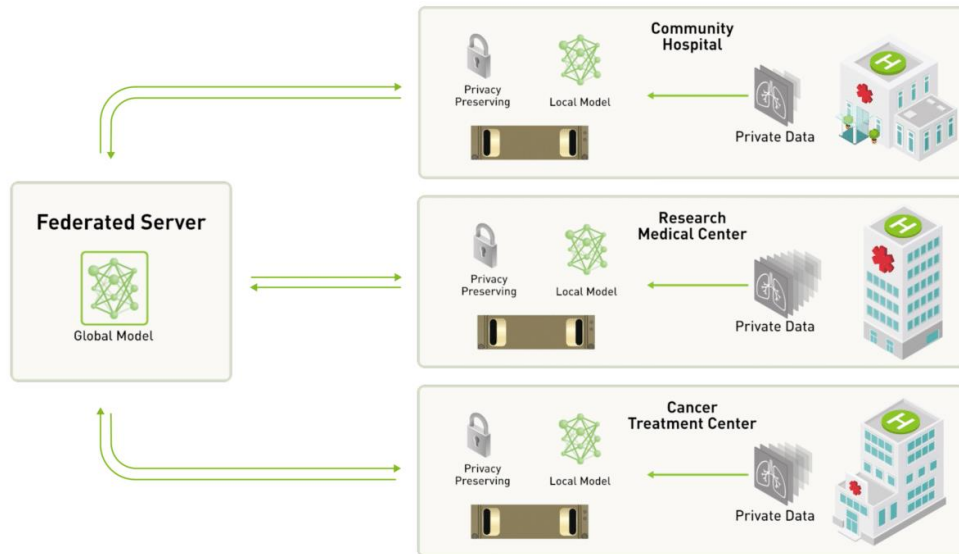 Federated Server
Global Model
Community
Hospital
Privacy
Preserving
Local Model
Private Data
H
Research
Medical Center
Privacy
Preserving
Local Model
Private Data
H
Cancer
Treatment Center
Privacy
Preserving
Local Model
Private Data
H